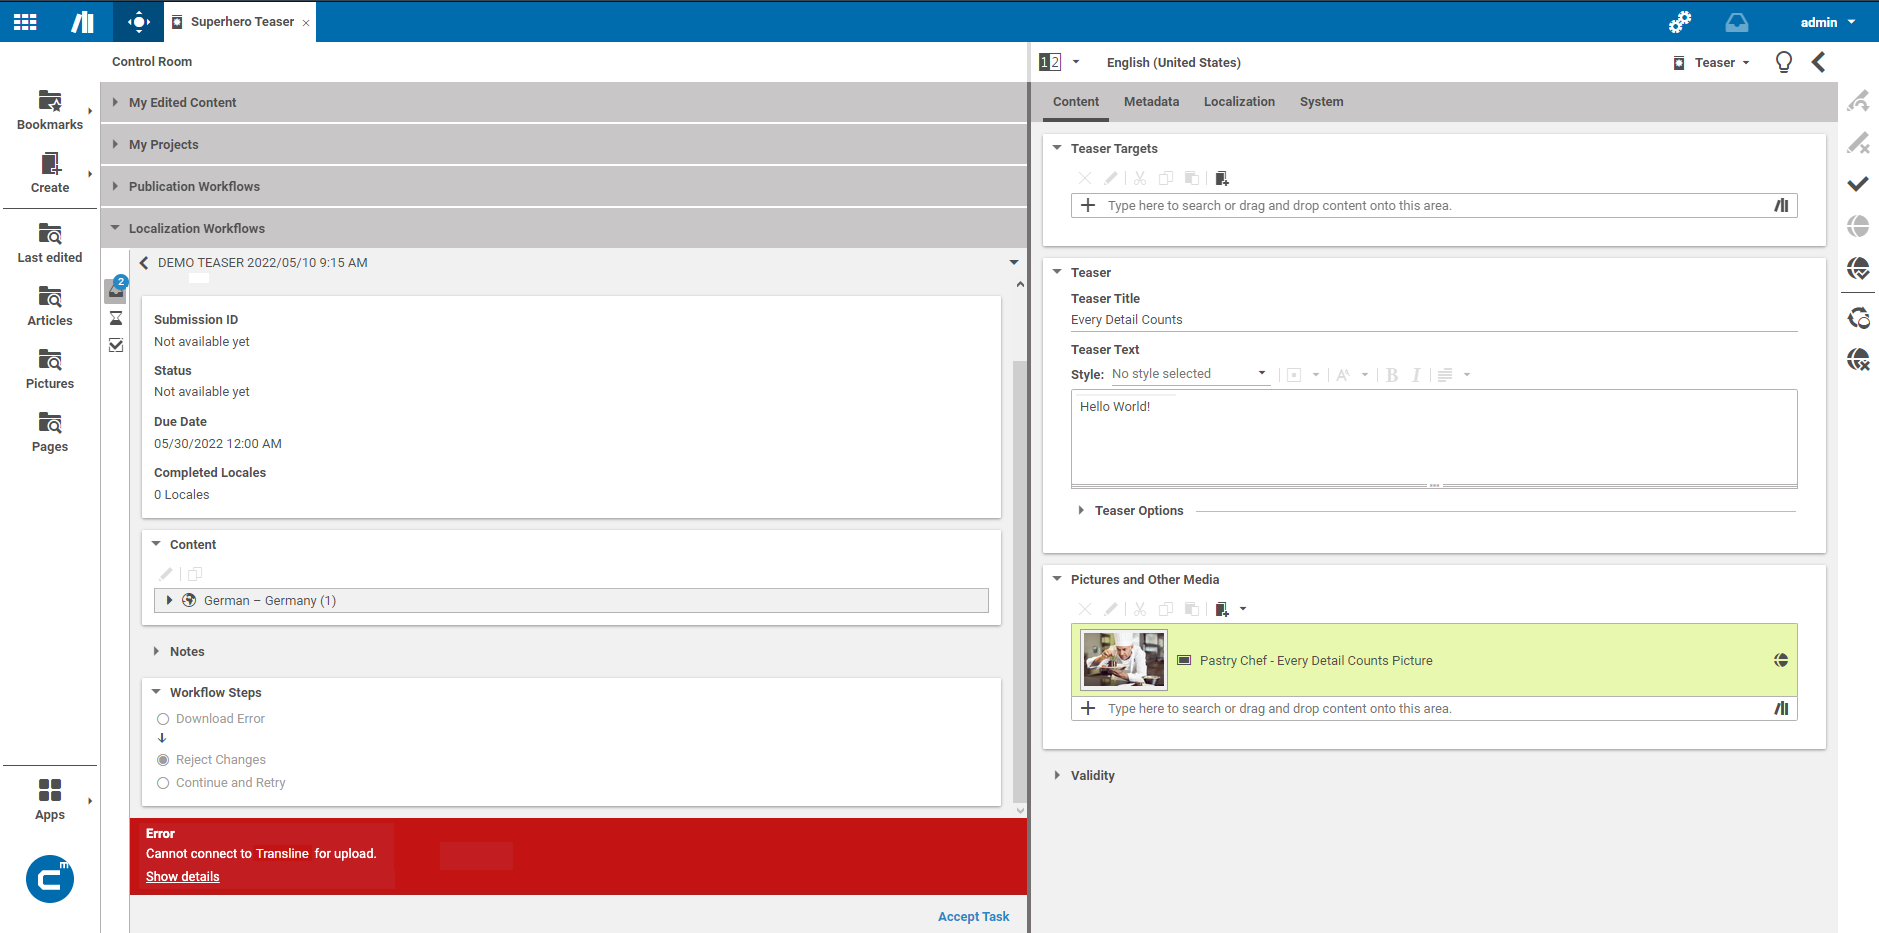 Superhero Teaser
admin
Control Room
Bookmarks
Create
Last edited
Articles
Pictures
Pages
Apps
m
My Edited Content
My Projects
Publication Workflows
Localization Workflows
2
DEMO TEASER 2022/05/10 9:15 AM
Submission ID
Not available yet
Status
Not available yet
Due Date
05/30/2022 12:00 AM
Completed Locales
0 Locales
Content
German – Germany (1)
Notes
Workflow Steps
Download Error
Reject Changes
Continue and Retry
Error
Cannot connect to Transline for upload.
Show details
Accept Task
12
English (United States)
Teaser
Content Metadata Localization System
Teaser Targets
Type here to search or drag and drop content onto this area.
Teaser
Teaser Title
Every Detail Counts
Teaser Text
Style: No style selected
B I
Hello World!
Teaser Options
Pictures and Other Media
Pastry Chef - Every Detail Counts Picture
Type here to search or drag and drop content onto this area.
Validity